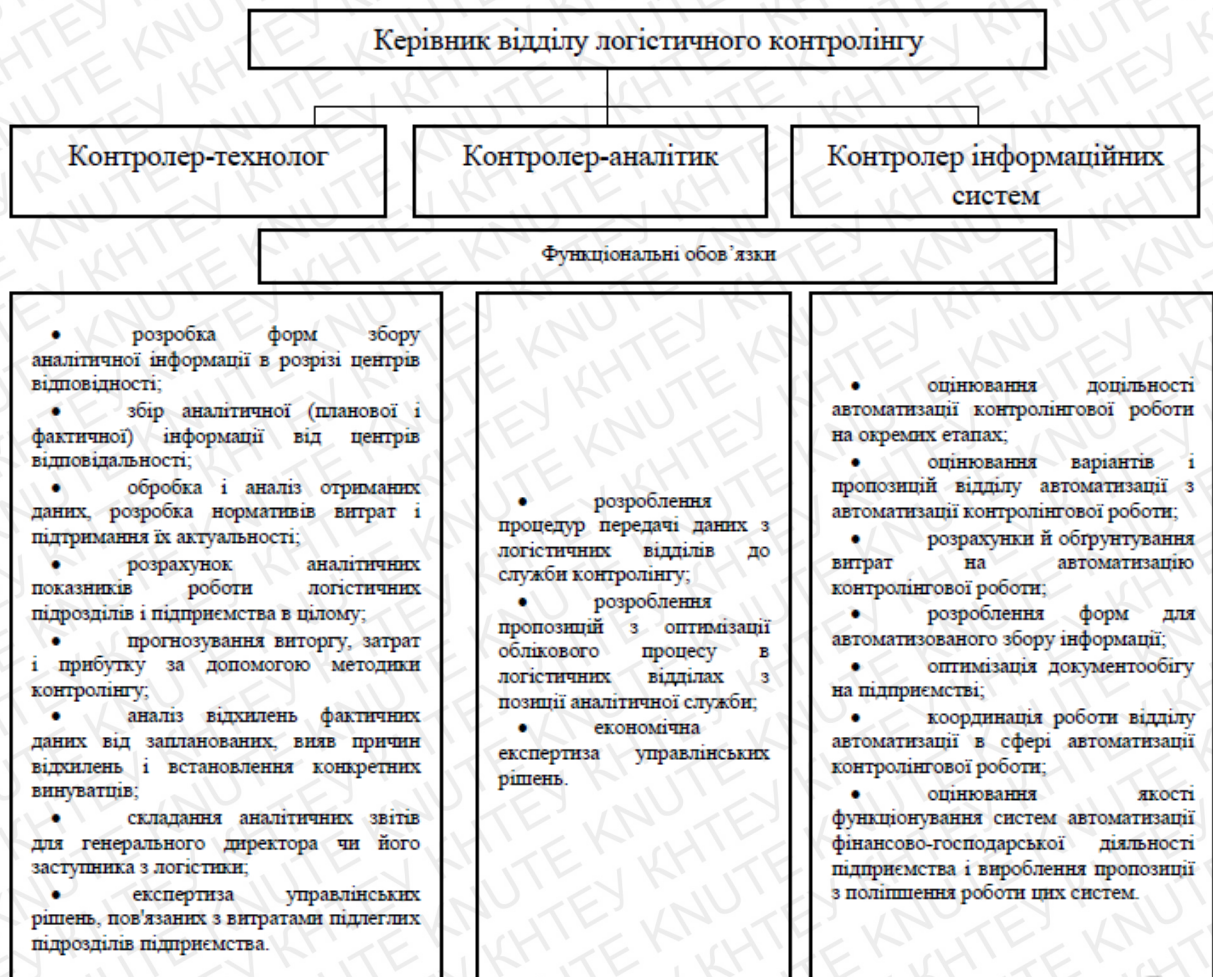 Керівник відділу логістичного контролінгу
Контролер-технолог
Контролер-аналітик
Контролер інформаційних
систем
Функціональні обов’язки
• розробка форм збору
аналітичної інформації в розрізі центрів
відповідності;
• збір аналітичної (планової і
фактичної) інформації від центрів
відповідальності;
• обробка і аналіз отриманих
даних, розробка нормативів витрат і
підтримання їх актуальності;
• розрахунок аналітичних
показників роботи логістичних
підрозділів і підприємства в цілому;
• прогнозування виторгу, затрат
і прибутку за допомогою методики
контролінгу;
• аналіз відхилень фактичних
даних від запланованих, вияв причин
відхилень і встановлення конкретних
винуватців;
• складання аналітичних звітів
для генерального директора чи його
заступника з логістики;
• експертиза управлінських
рішень, пов'язаних з витратами підлеглих
підрозділів підприємства.
• розроблення
процедур передачі даних з
логістичних відділів до
служби контролінгу;
• розроблення
пропозицій з оптимізації
облікового процесу в
логістичних відділах з
позиції аналітичної служби;
• економічна
експертиза управлінських
рішень.
• оцінювання доцільності
автоматизації контролінгової роботи
на окремих етапах;
• оцінювання варіантів і
пропозицій відділу автоматизації з
автоматизації контролінгової роботи;
• розрахунки й обґрунтування
витрат на автоматизацію
контролінгової роботи;
• розроблення форм для
автоматизованого збору інформації;
• оптимізація документообігу
на підприємстві;
• координація роботи відділу
автоматизації в сфері автоматизації
контролінгової роботи;
• оцінювання якості
функціонування систем автоматизації
фінансово-господарської діяльності
підприємства і вироблення пропозиції
з поліпшення роботи цих систем.